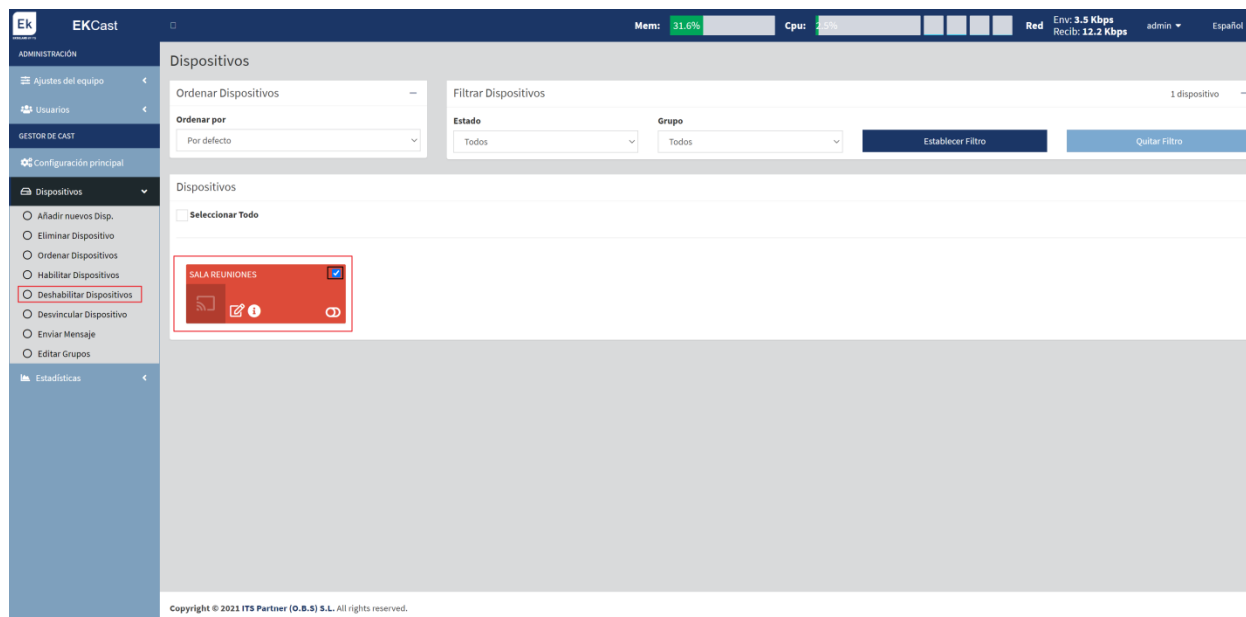 Ek
EKCast
Mem: 31.6%
Cpu: 2.5%
Red
Env: 3.5 Kbps
Recib: 12.2 Kbps
admin
Español
ADMINISTRACIÓN
Ajustes del equipo
Usuarios
GESTOR DE CAST
Configuración principal
Dispositivos
Añadir nuevos Disp.
Eliminar Dispositivo
Ordenar Dispositivos
Habilitar Dispositivos
Deshabilitar Dispositivos
Desvincular Dispositivo
Enviar Mensaje
Editar Grupos
Estadísticas
Dispositivos
Ordenar Dispositivos
Ordenar por
Por defecto
Filtrar Dispositivos
1 dispositivo
Estado
Grupo
Todos
Todos
Establecer Filtro
Quitar Filtro
Dispositivos
Seleccionar Todo
SALA REUNIONES
Copyright © 2021 ITS Partner (O.B.S) S.L. All rights reserved.